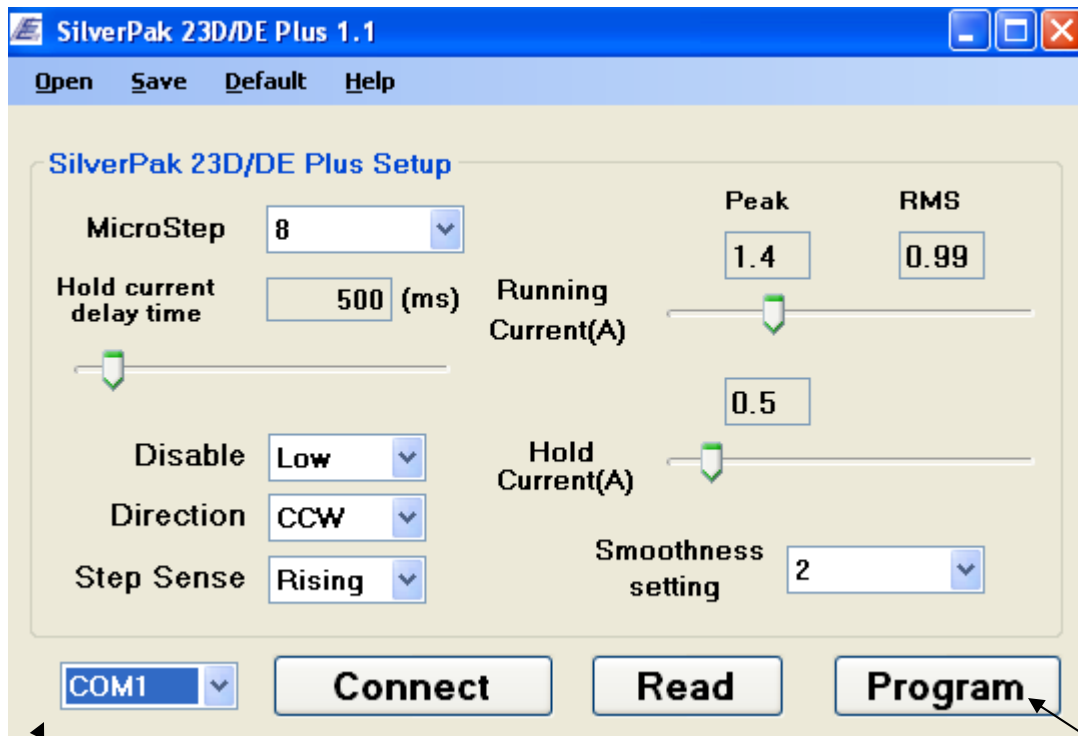 SilverPak 23D/DE Plus 1.1
Open Save Default Help
SilverPak 23D/DE Plus Setup
MicroStep 8
Hold current
delay time
500 (ms)
Disable Low
Direction CCW
Step Sense Rising
Peak RMS
1.4 0.99
Running
Current(A)
0.5
Hold
Current(A)
Smoothness
setting
2
COM1 Connect Read Program